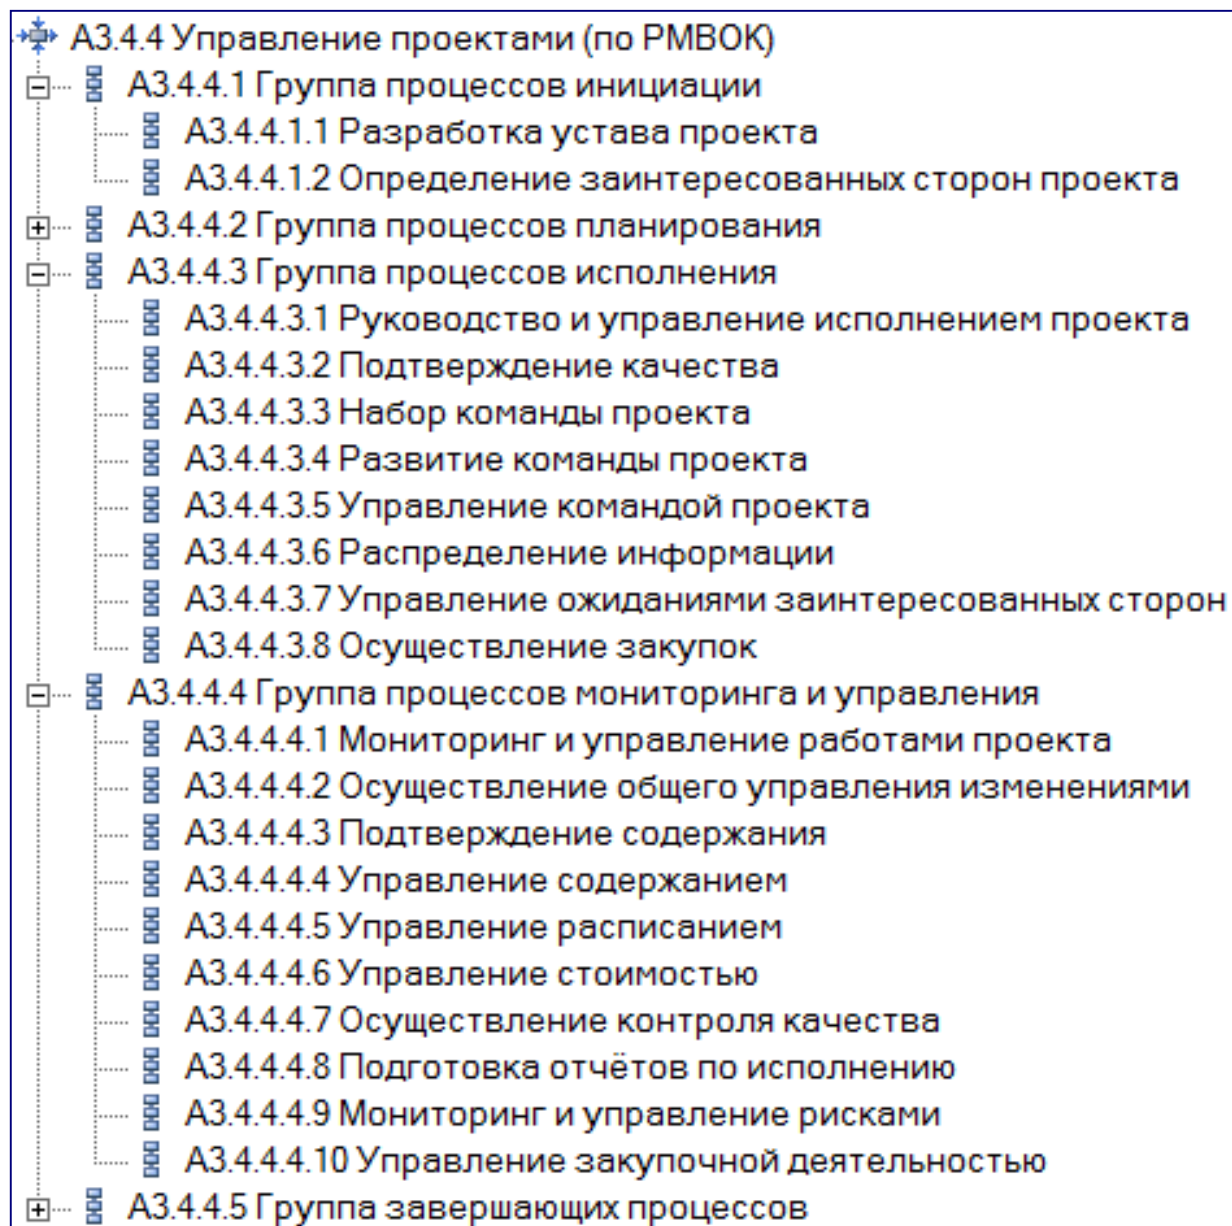 А3.4.4 Управление проектами (по РМВОК)
А3.4.4.1 Группа процессов инициации
А3.4.4.1.1 Разработка устава проекта
А3.4.4.1.2 Определение заинтересованных сторон проекта
А3.4.4.2 Группа процессов планирования
А3.4.4.3 Группа процессов исполнения
А3.4.4.3.1 Руководство и управление исполнением проекта
А3.4.4.3.2 Подтверждение качества
А3.4.4.3.3 Набор команды проекта
А3.4.4.3.4 Развитие команды проекта
А3.4.4.3.5 Управление командой проекта
А3.4.4.3.6 Распределение информации
А3.4.4.3.7 Управление ожиданиями заинтересованных сторон
А3.4.4.3.8 Осуществление закупок
А3.4.4.4 Группа процессов мониторинга и управления
А3.4.4.4.1 Мониторинг и управление работами проекта
А3.4.4.4.2 Осуществление общего управления изменениями
А3.4.4.4.3 Подтверждение содержания
А3.4.4.4.4 Управление содержанием
А3.4.4.4.5 Управление расписанием
А3.4.4.4.6 Управление стоимостью
А3.4.4.4.7 Осуществление контроля качества
А3.4.4.4.8 Подготовка отчётов по исполнению
А3.4.4.4.9 Мониторинг и управление рисками
А3.4.4.4.10 Управление закупочной деятельностью
А3.4.4.5 Группа завершающих процессов